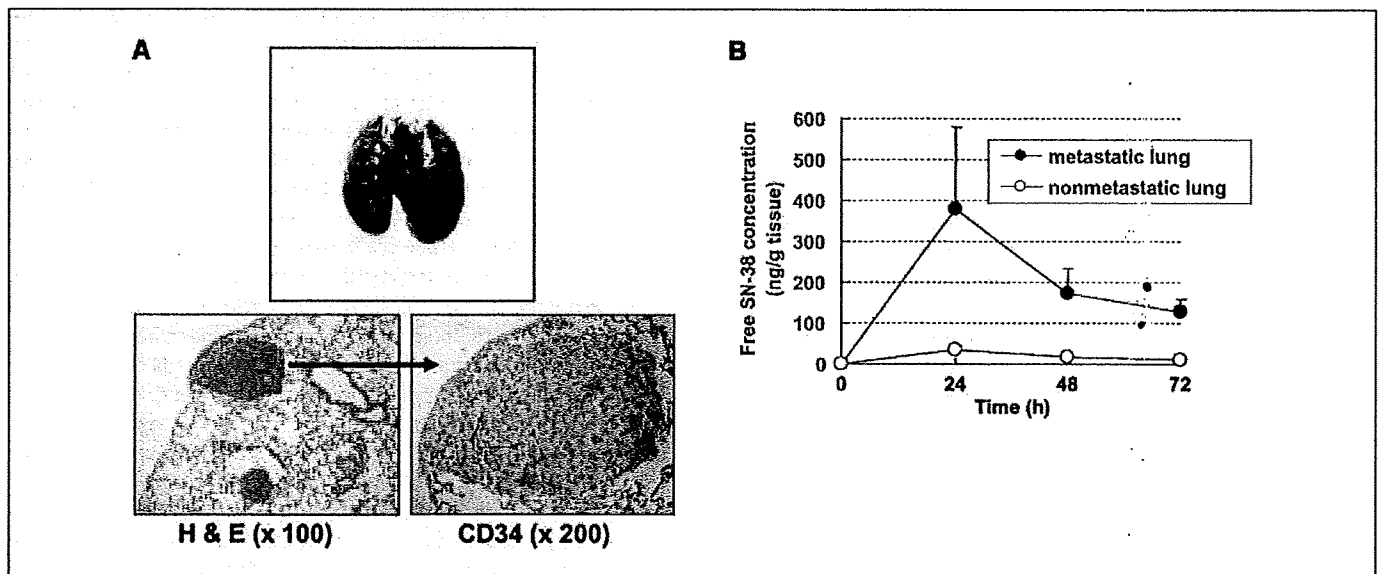 A
H & E (x 100)
CD34 (x 200)
B
Free SN-38 concentration
(ng/g tissue)
600
500
400
300
200
100
0
0
24
48
72
Time (h)
metastatic lung
nonmetastatic lung